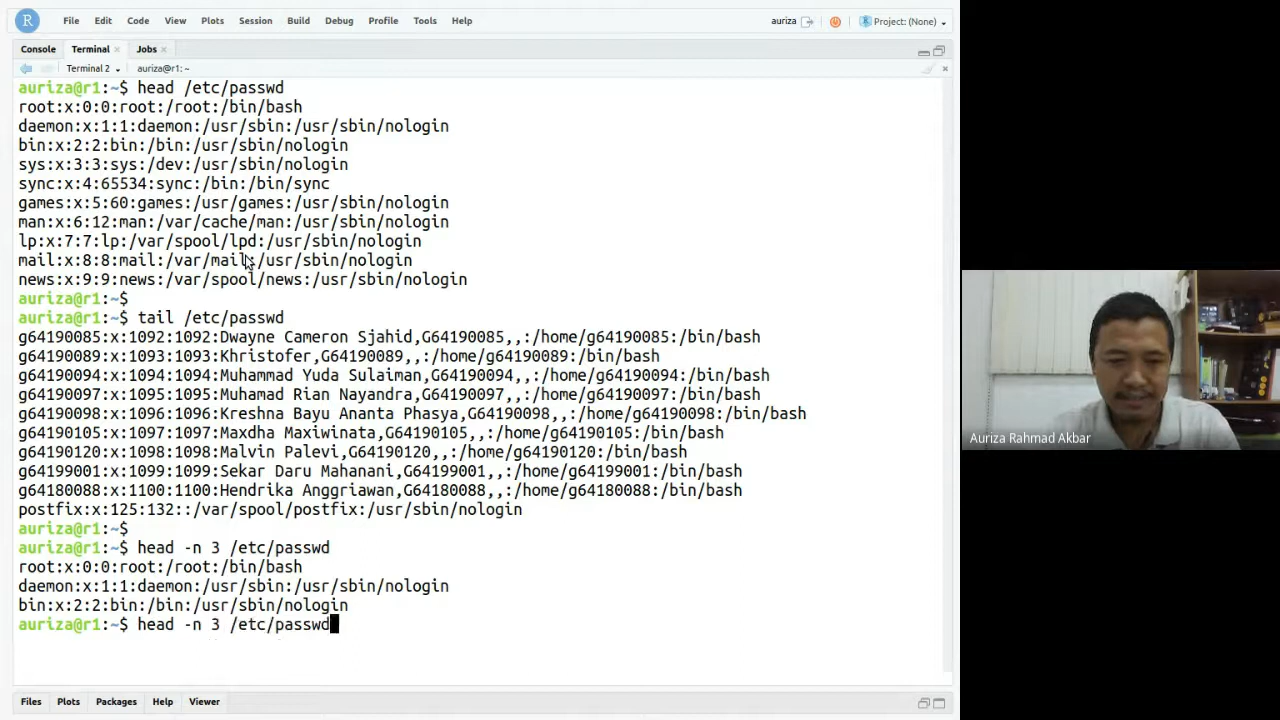 R File Edit Code View Plots Session Build Debug Profile Tools Help auriza R Project: (None)
Console Terminal × Jobs ×
Terminal 2 auriza@r1: ~
auriza@r1:~$ head /etc/passwd
root:x:0:0:root:/root:/bin/bash
daemon:x:1:1:daemon:/usr/sbin:/usr/sbin/nologin
bin:x:2:2:bin:/bin:/usr/sbin/nologin
sys:x:3:3:sys:/dev:/usr/sbin/nologin
sync:x:4:65534:sync:/bin:/bin/sync
games:x:5:60:games:/usr/games:/usr/sbin/nologin
man:x:6:12:man:/var/cache/man:/usr/sbin/nologin
lp:x:7:7:lp:/var/spool/lpd:/usr/sbin/nologin
mail:x:8:8:mail:/var/mail:/usr/sbin/nologin
news:x:9:9:news:/var/spool/news:/usr/sbin/nologin
auriza@r1:~$
auriza@r1:~$ tail /etc/passwd
g64190085:x:1092:1092:Dwayne Cameron Sjahid,G64190085,,:/home/g64190085:/bin/bash
g64190089:x:1093:1093:Khristofer,G64190089,,:/home/g64190089:/bin/bash
g64190094:x:1094:1094:Muhammad Yuda Sulaiman,G64190094,,:/home/g64190094:/bin/bash
g64190097:x:1095:1095:Muhamad Rian Nayandra,G64190097,,:/home/g64190097:/bin/bash
g64190098:x:1096:1096:Kreshna Bayu Ananta Phasya,G64190098,,:/home/g64190098:/bin/bash
g64190105:x:1097:1097:Maxdha Maxiwinata,G64190105,,:/home/g64190105:/bin/bash
g64190120:x:1098:1098:Malvin Palevi,G64190120,,:/home/g64190120:/bin/bash
g64199001:x:1099:1099:Sekar Daru Mahanani,G64199001,,:/home/g64199001:/bin/bash
g64180088:x:1100:1100:Hendrika Anggriawan,G64180088,,:/home/g64180088:/bin/bash
postfix:x:125:132::/var/spool/postfix:/usr/sbin/nologin
auriza@r1:~$
auriza@r1:~$ head -n 3 /etc/passwd
root:x:0:0:root:/root:/bin/bash
daemon:x:1:1:daemon:/usr/sbin:/usr/sbin/nologin
bin:x:2:2:bin:/bin:/usr/sbin/nologin
auriza@r1:~$ head -n 3 /etc/passwd
Files Plots Packages Help Viewer
Auriza Rahmad Akbar